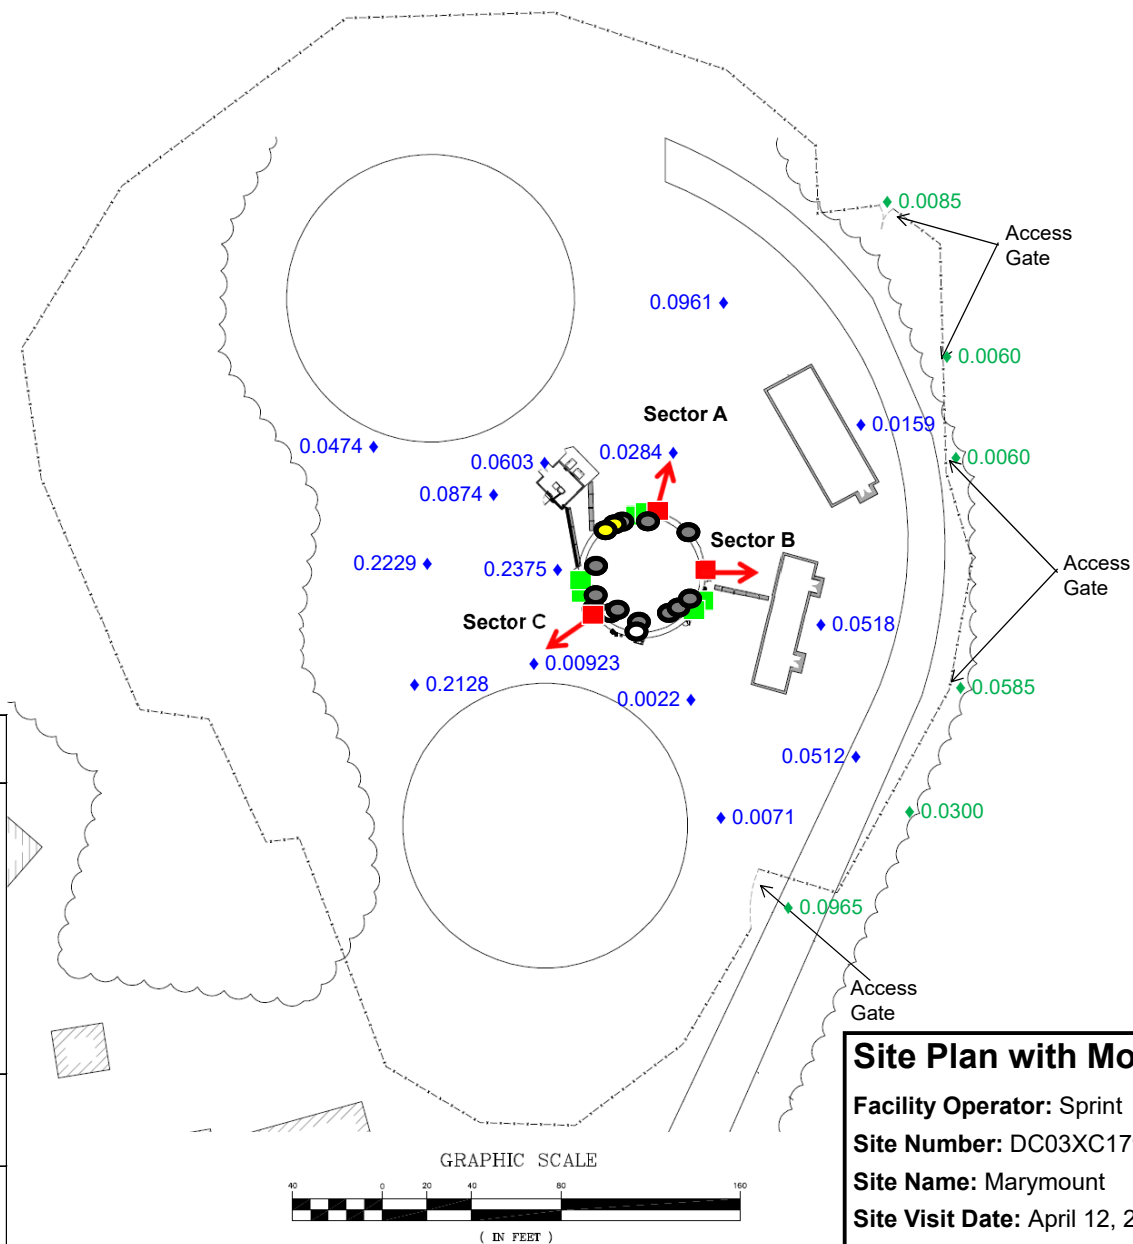 0.0085
Access
Gate
0.0961
0.0060
Sector A
0.0159
0.0474
0.0284
0.0603
0.0060
0.0874
Sector B
0.2229
0.2375
Access
Gate
Sector C
0.0518
0.00923
0.2128
0.0022
0.0585
0.0512
0.0071
0.0300
0.0965
Access
Gate
Site Plan with Mo
Facility Operator: Sprint
Site Number: DC03XC17
Site Name: Marymount
Site Visit Date: April 12, 2
GRAPHIC SCALE
40 0 20 40 80 160
( IN FEET )